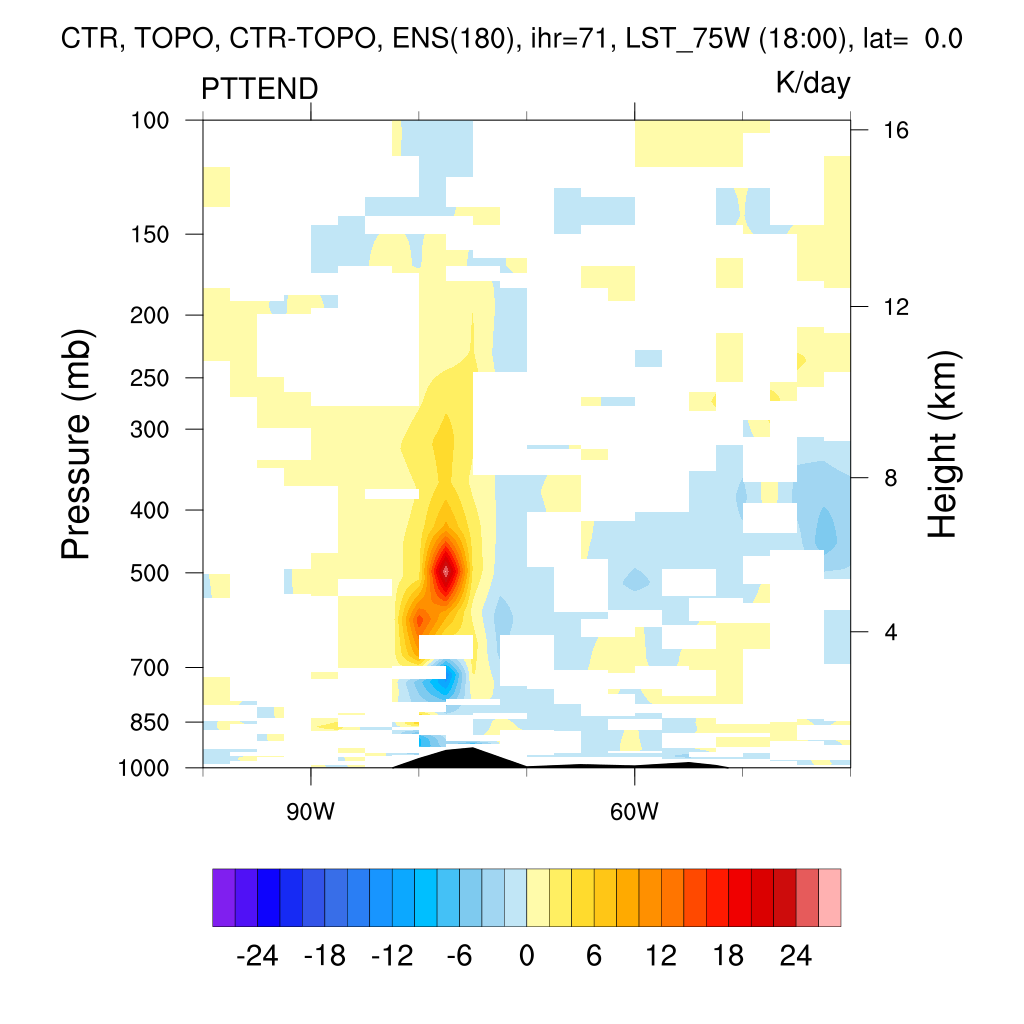 CTR, TOPO, CTR-TOPO, ENS(180), ihr=71, LST_75W (18:00), lat= 0.0
PTTEND K/day
100
150
200
250
300
400
500
700
850
1000
Pressure (mb)
16
12
8
4
Height (km)
90W 60W
-24 -18 -12 -6 0 6 12 18 24